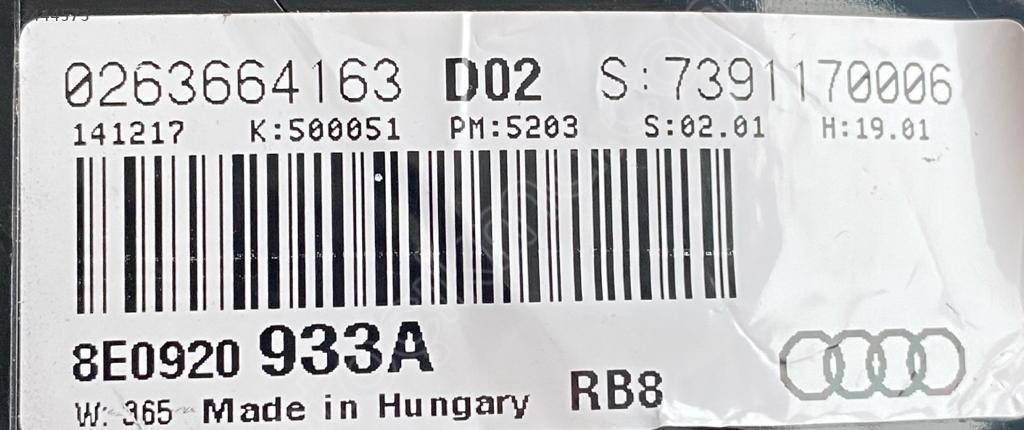 0263664163 D02 S:7391170006
141217 K:500051 PM:5203 S:02.01 H:19.01
8E0920 933A
RB8
W: 365 Made in Hungary